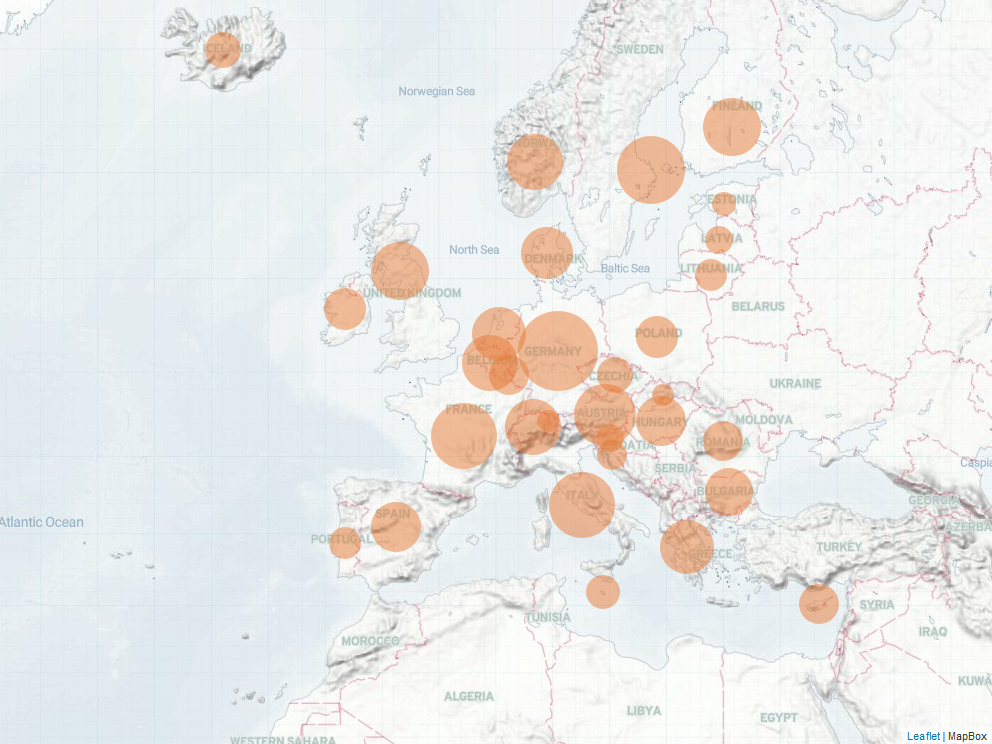 ICELAND
SWEDEN
Norwegian Sea
FINLAND
NORWAY
ESTONIA
LATVIA
North Sea
DENMARK
Baltic Sea
LITHUANIA
UNITED KINGDOM
BELARUS
POLAND
GERMANY
BELGIUM
CZECHIA
UKRAINE
FRANCE
AUSTRIA
HUNGARY
MOLDOVA
ROMANIA
CROATIA
SERBIA
Caspia
BULGARIA
ITALY
GEORGIA
SPAIN
Atlantic Ocean
AZERBA
PORTUGAL
TURKEY
GREECE
SYRIA
TUNISIA
IRAQ
MOROCCO
KUWA
ALGERIA
LIBYA
EGYPT
WESTERN SAHARA
Leaflet | MapBox